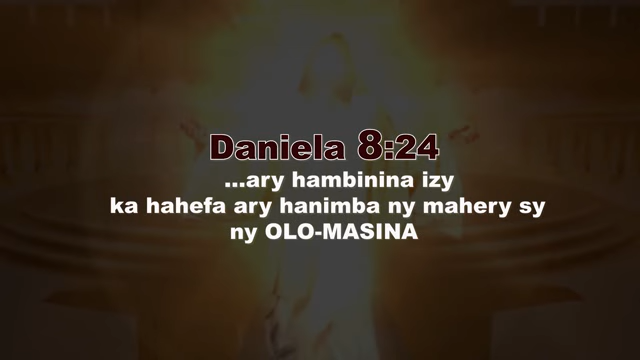 Daniela 8:24
...ary hambinina izy
ka hahefa ary hanimba ny mahery sy
ny OLO-MASINA